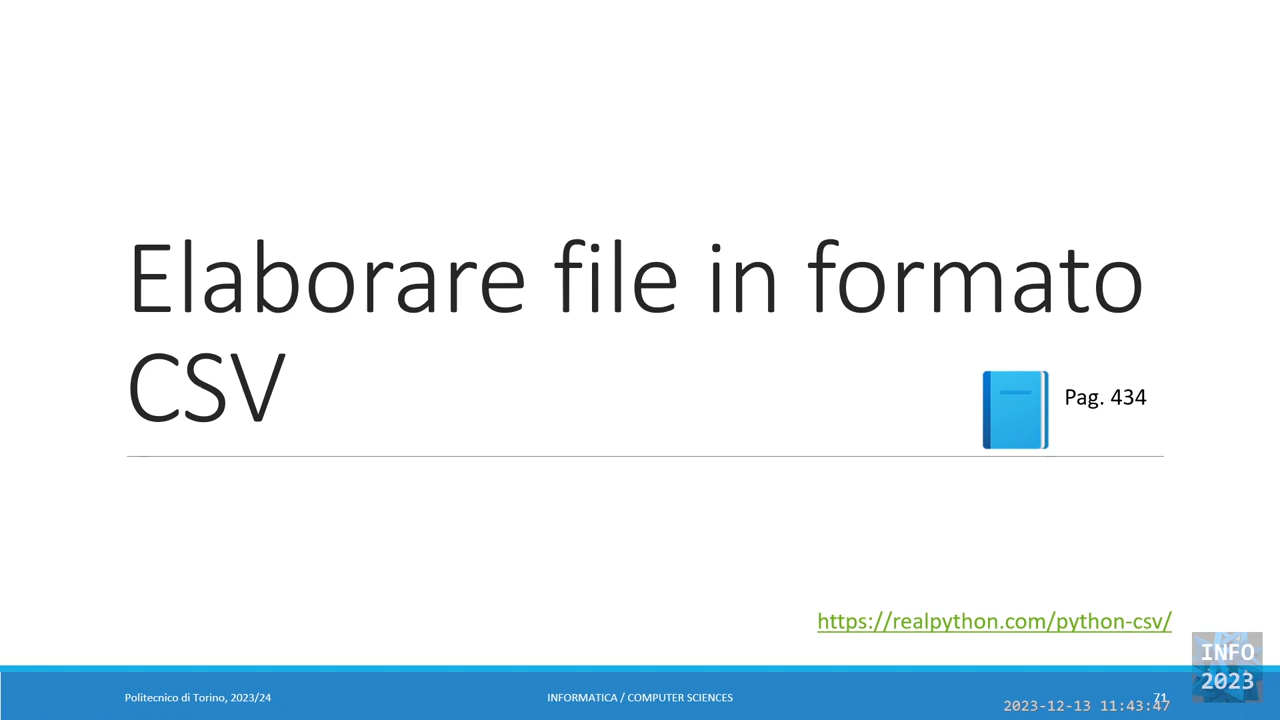 Elaborare file in formato
CSV
Pag. 434
https://realpython.com/python-csv/
INFO
2023
Politecnico di Torino, 2023/24
INFORMATICA / COMPUTER SCIENCES
71
2023-12-13 11:43:47